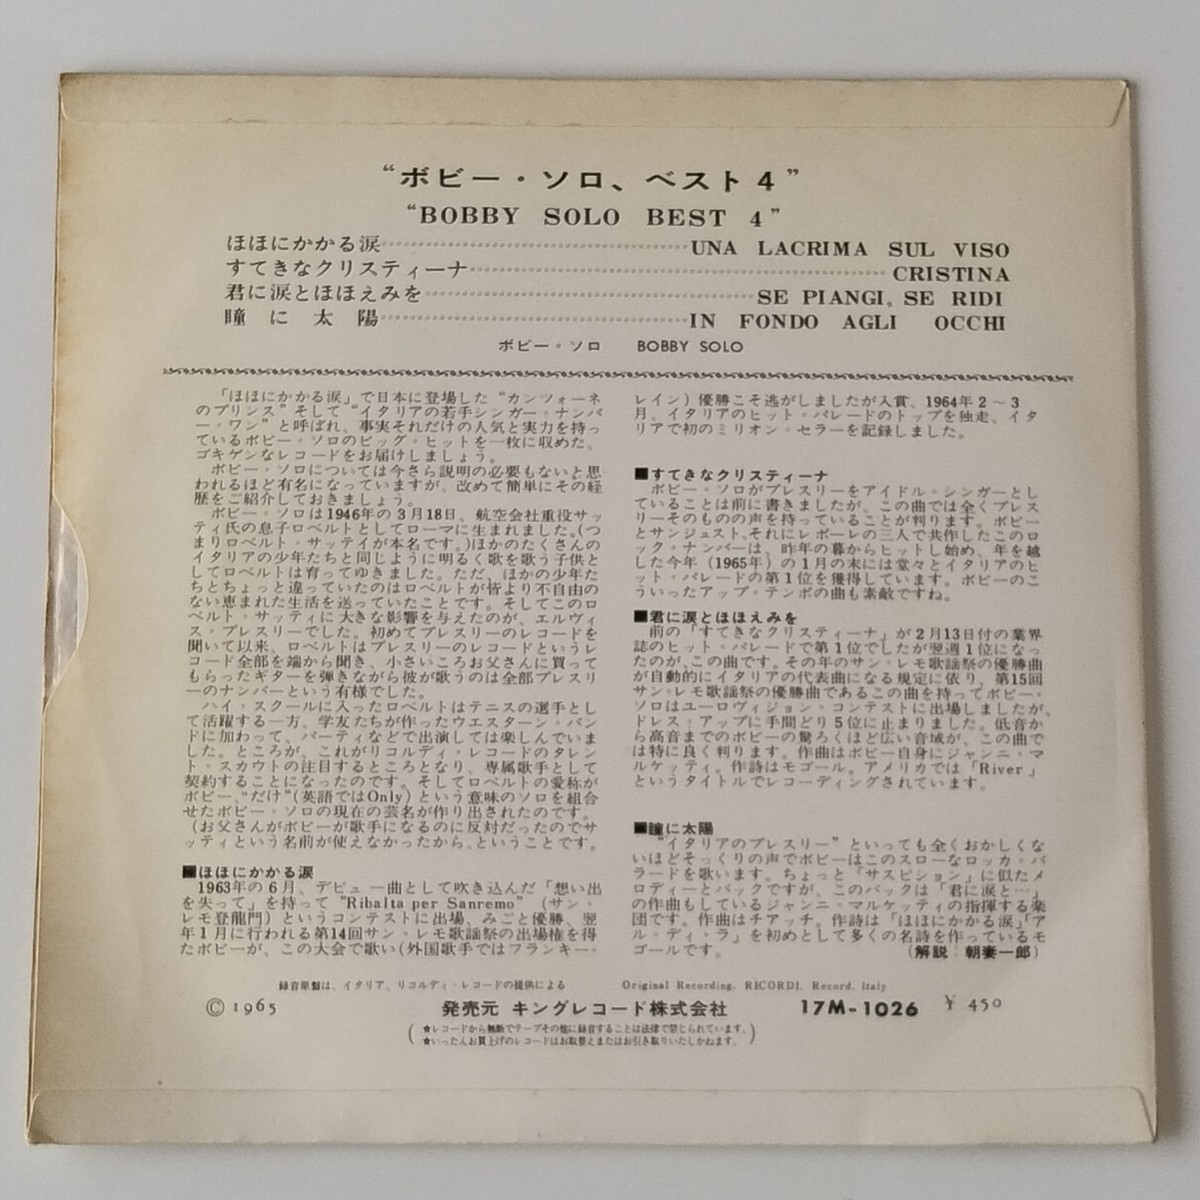 “ボビー・ソロ、ベスト4”
“BOBBY SOLO BEST 4”
ほほにかかる涙……………………………UNA LACRIMA SUL VISO
すてきなクリスティーナ……………………………CRISTINA
君に涙とほほえみを……………………………SE PIANGI, SE RIDI
瞳に太陽……………………………IN FONDO AGLI OCCHI
ボビー・ソロ BOBBY SOLO
「ほほにかかる涙」で日本に登場した“カンツォーネ
のプリンス”そして“イタリアの若手シンガー・ナンバ
ー・ワン”と呼ばれ、事実それだけの人気と実力を持っ
ているボビー・ソロのビッグ・ヒットを一枚に収めた、
ゴキゲンなレコードをお届けしましょう。
ボビー・ソロについては今さら説明の必要もないと思
われるほど有名になっていますが、改めて簡単にその経
歴をご紹介しておきましょう。
ボビー・ソロは1946年の3月18日、航空会社重役サッ
ティ氏の息子ロベルトとしてローマに生まれました。(つ
まりロベルト・サッティが本名です。)ほかのたくさんの
イタリアの少年たちと同じように明るく歌を歌う子供と
してロベルトは育ってゆきました。ただ、ほかの少年た
ちとちょっと違っていたのはロベルトが皆より不自由の
ない恵まれた生活を送っていたことです。そしてこのロ
ベルト・サッティに大きな影響を与えたのが、エルヴィ
ス・プレスリーでした。初めてプレスリーのレコードを
聞いて以来、ロベルトはプレスリーのレコードというレ
コード全部を端から聞き、小さいころお父さんに買って
もらったギターを弾きながら彼が歌うのは全部プレスリ
ーのナンバーという有様でした。
ハイ・スクールに入ったロベルトはテニスの選手とし
て活躍する一方、学友たちが作ったウエスターン・バン
ドに加わって、パーティなどで出演しては楽しんでいま
した。ところが、これがリコルディ・レコードのタレン
ト・スカウトの注目するところとなり、専属歌手として
契約することになったのです。そしてロベルトの愛称が
ボビー、“だけ”(英語ではOnly)という意味のソロを組合
せたボビー・ソロの現在の芸名が作り出されたのです。
(お父さんがボビーが歌手になるのに反対だったのでサ
ッティという名前が使えなかったから、ということです。
■ほほにかかる涙
1963年の6月、デビュー曲として吹き込んだ「想い出
を失って」を持って“Ribalta per Sanremo”(サン・
レモ登龍門)というコンテストに出場、みごと優勝、翌
年1月に行われる第14回サン・レモ歌謡祭の出場権を得
たボビーが、この大会で歌い(外国歌手ではフランキー・
レイン)優勝こそ逃がしましたが入賞、1964年2～3
月、イタリアのヒット・パレードのトップを独走、イタ
リアで初のミリオン・セラーを記録しました。
■すてきなクリスティーナ
ボビー・ソロがプレスリーをアイドル・シンガーとし
ていることは前に書きましたが、この曲では全くプレス
リーそのものの声を持っていることが判ります。ボビー
とサンジュスト、それにレポーレの三人で共作したこのロ
ック・ナンバーは、昨年の暮からヒットし始め、年を越
した今年(1965年)の1月の末には堂々とイタリアのヒ
ット・パレードの第1位を獲得しています。ボビーのこ
ういったアップ・テンポの曲も素敵ですね。
■君に涙とほほえみを
前の「すてきなクリスティーナ」が2月13日付の業界
誌のヒット・パレードで第1位でしたが翌週1位になっ
たのが、この曲です。その年のサン・レモ歌謡祭の優勝曲
が自動的にイタリアの代表曲になる規定に依り、第15回
サン・レモ歌謡祭の優勝曲であるこの曲を持ってボビー・
ソロはユーロヴィジョン・コンテストに出場しましたが、
ドレス・アップに手間どり5位に止まりました。低音か
ら高音までのボビーの驚ろくほど広い音域が、この曲で
は特に良く判ります。作曲はボビー自身にジャンニ・マ
ルケッティ。作詩はモゴール。アメリカでは「River」
というタイトルでレコーディングされています。
■瞳に太陽
“イタリアのプレスリー”といっても全くおかしくな
いほどそっくりの声でボビーはこのスローなロッカ・バ
ラードを歌います。ちょっと「サスピション」に似たメ
ロディーとバックですが、このバックは「君に涙と…」
の作曲もしているジャンニ・マルケッティの指揮する楽
団です。作曲はチアッチ。作詩は「ほほにかかる涙」「ア
ル・ディ・ラ」を初めとして多くの名詩を作っているモ
ゴールです。 (解説：朝妻一郎)
録音原盤は、イタリア、リコルディ・レコードの提供による Original Recording, RICORDI, Record, Italy
© 1965 発売元 キングレコード株式会社 17M-1026 ¥ 450
★レコードから無断でテープその他に録音することは法律で禁じられています。
★いったんお買上げのレコードはお取替えまたはお引き取りいたしかねます。